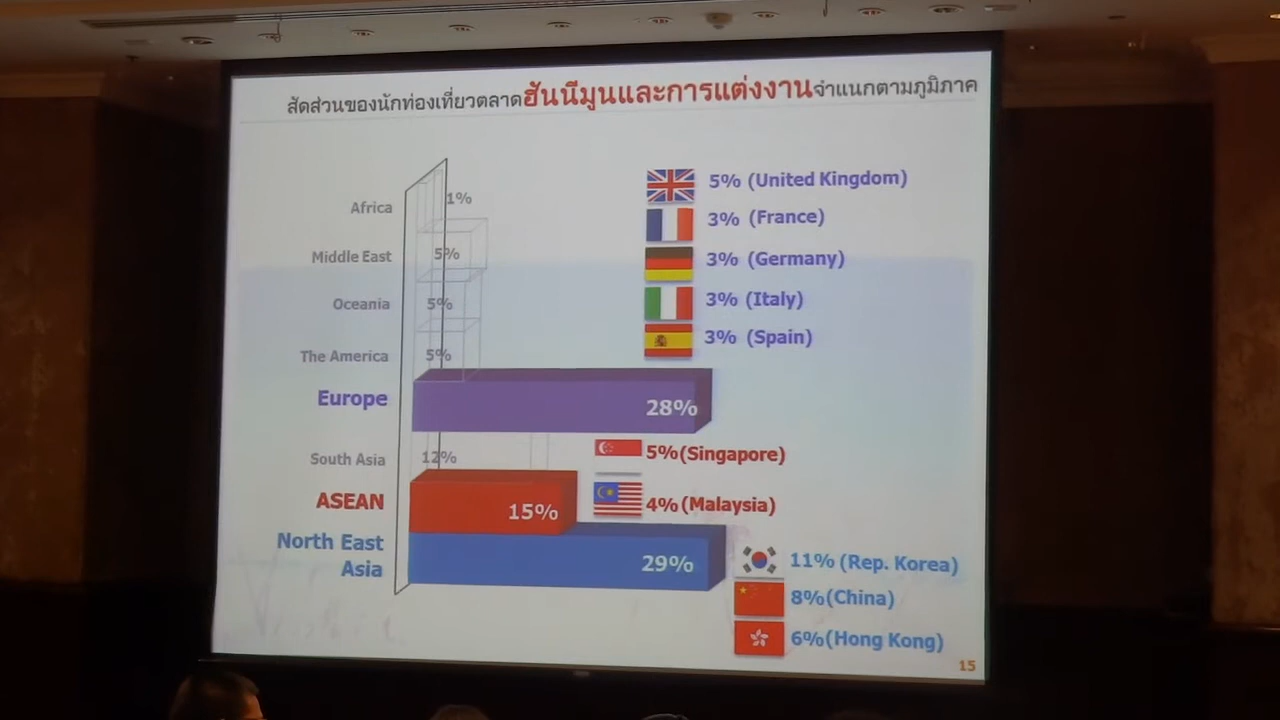 สัดส่วนของนักท่องเที่ยวตลาดฮันนีมูนและการแต่งงานจำแนกตามภูมิภาค
Africa 1%
Middle East 5%
Oceania 5%
The America 5%
Europe 28%
South Asia 12%
ASEAN 15%
North East
Asia 29%
5% (United Kingdom)
3% (France)
3% (Germany)
3% (Italy)
3% (Spain)
5%(Singapore)
4%(Malaysia)
11% (Rep. Korea)
8%(China)
6%(Hong Kong)
15